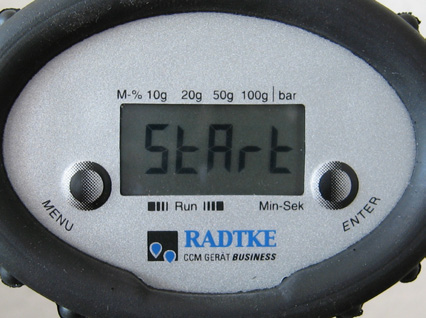 M-% 10g 20g 50g 100g | bar
StArt
Run Min-Sek
MENU
ENTER
RADTKE
CCM GERÄT BUSINESS